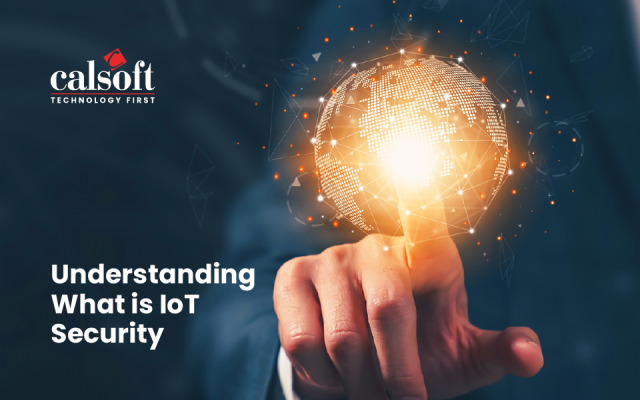 calsoft
TECHNOLOGY FIRST
Understanding
What is IoT
Security